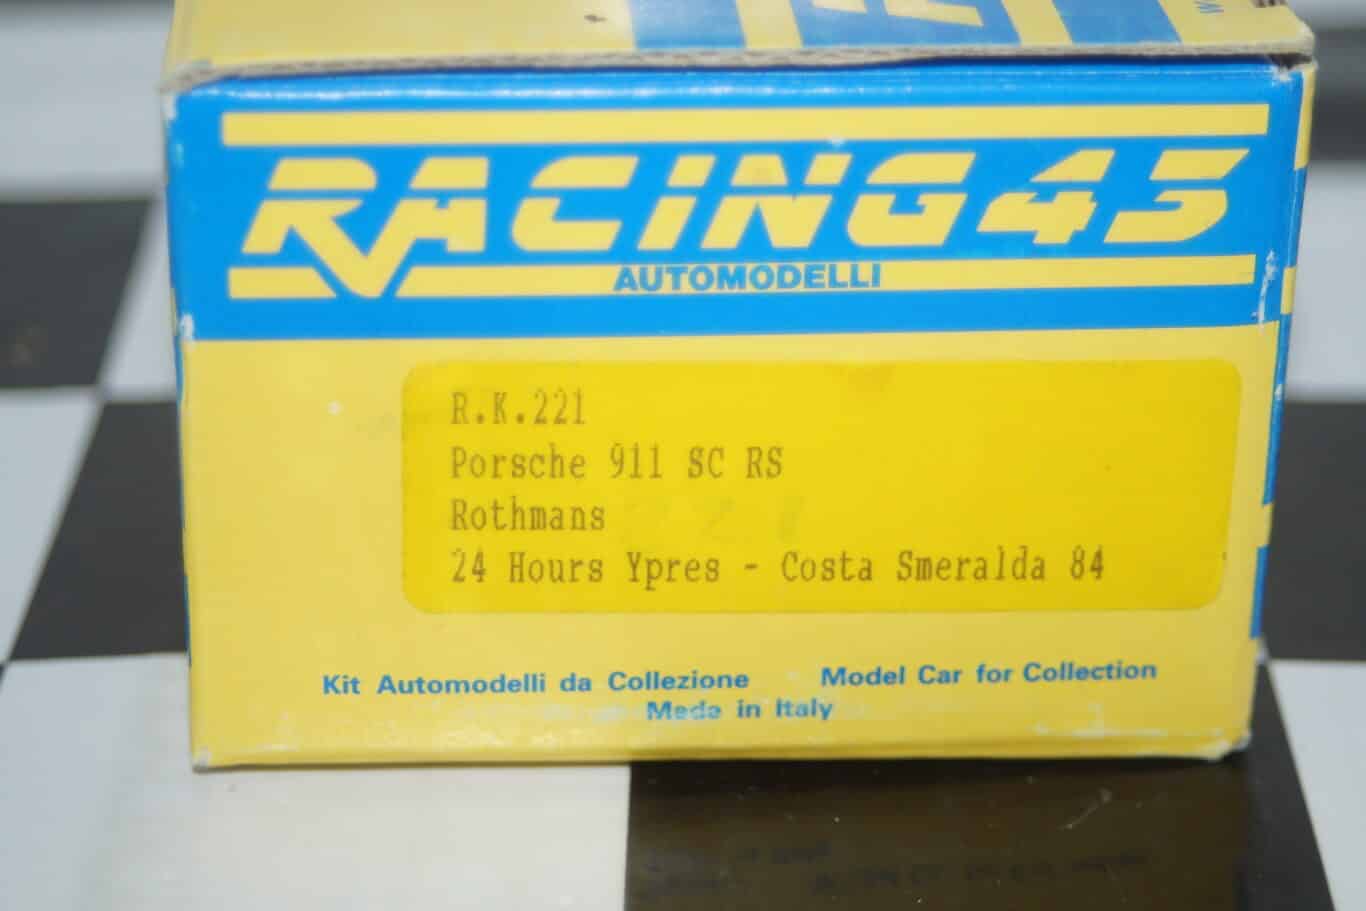 RACING 43
AUTOMODELLI
R.K.221
Porsche 911 SC RS
Rothmans
24 Hours Ypres - Costa Smeralda 84
Kit Automodelli da Collezione
Model Car for Collection
Made in Italy